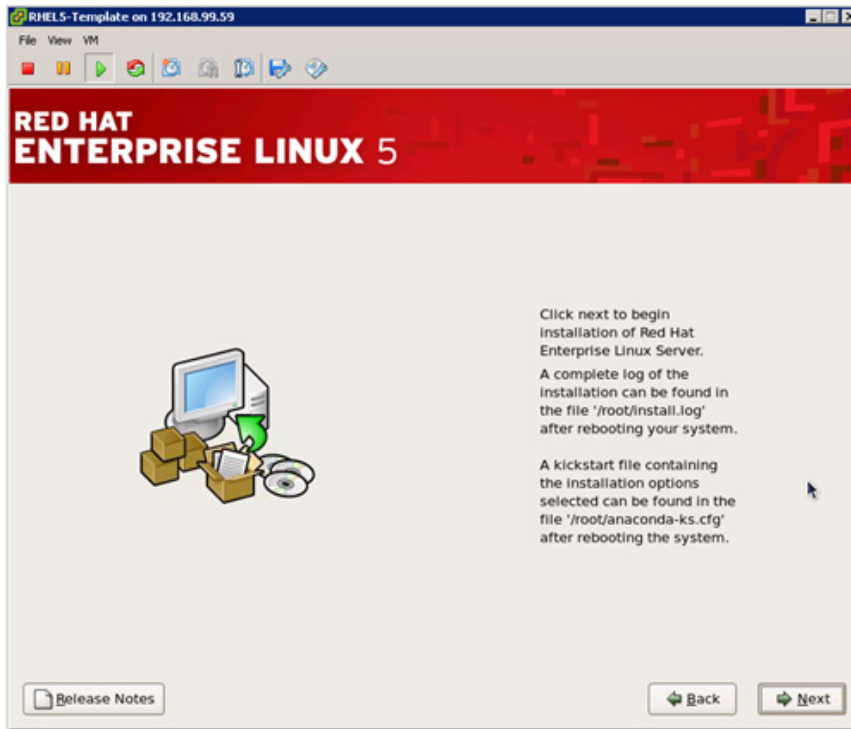 RHEL5-Template on 192.168.99.59
File View VM
RED HAT
ENTERPRISE LINUX 5
Click next to begin
installation of Red Hat
Enterprise Linux Server.
A complete log of the
installation can be found in
the file '/root/install.log'
after rebooting your system.
A kickstart file containing
the installation options
selected can be found in the
file '/root/anaconda-ks.cfg'
after rebooting the system.
Release Notes
Back
Next